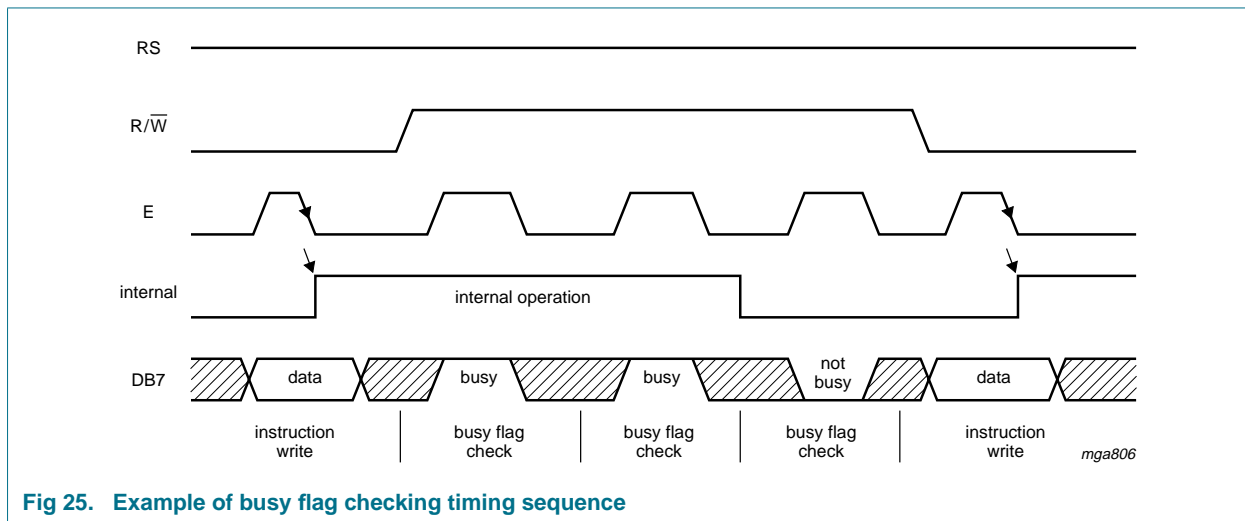 RS
R/W̅
E
internal
internal operation
DB7
data
busy
busy
not
busy
data
instruction
write
busy flag
check
busy flag
check
busy flag
check
instruction
write
mga806
Fig 25. Example of busy flag checking timing sequence